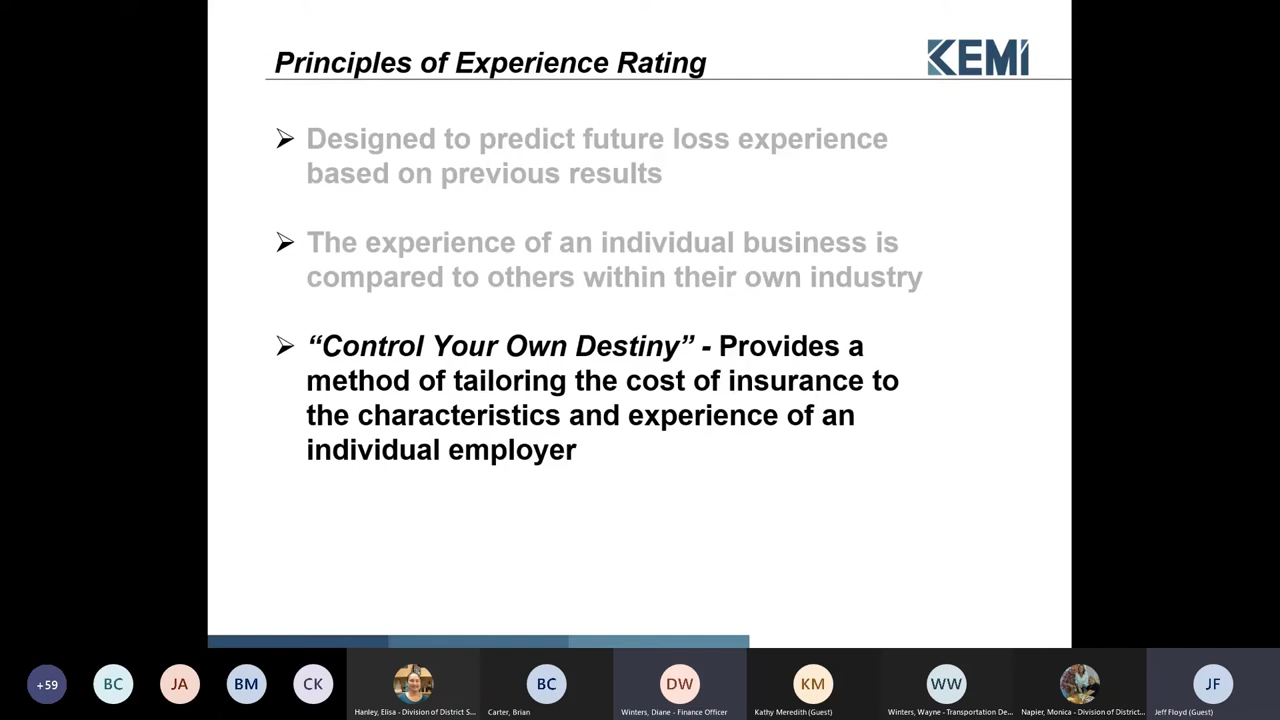 Principles of Experience Rating
KEMI
Designed to predict future loss experience
based on previous results
The experience of an individual business is
compared to others within their own industry
“Control Your Own Destiny” - Provides a
method of tailoring the cost of insurance to
the characteristics and experience of an
individual employer
+59
BC
JA
BM
CK
BC
DW
KM
WW
JF
Hanley, Elisa - Division of District S...
Carter, Brian
Winters, Diane - Finance Officer
Kathy Meredith (Guest)
Winters, Wayne - Transportation De...
Napier, Monica - Division of District...
Jeff Floyd (Guest)